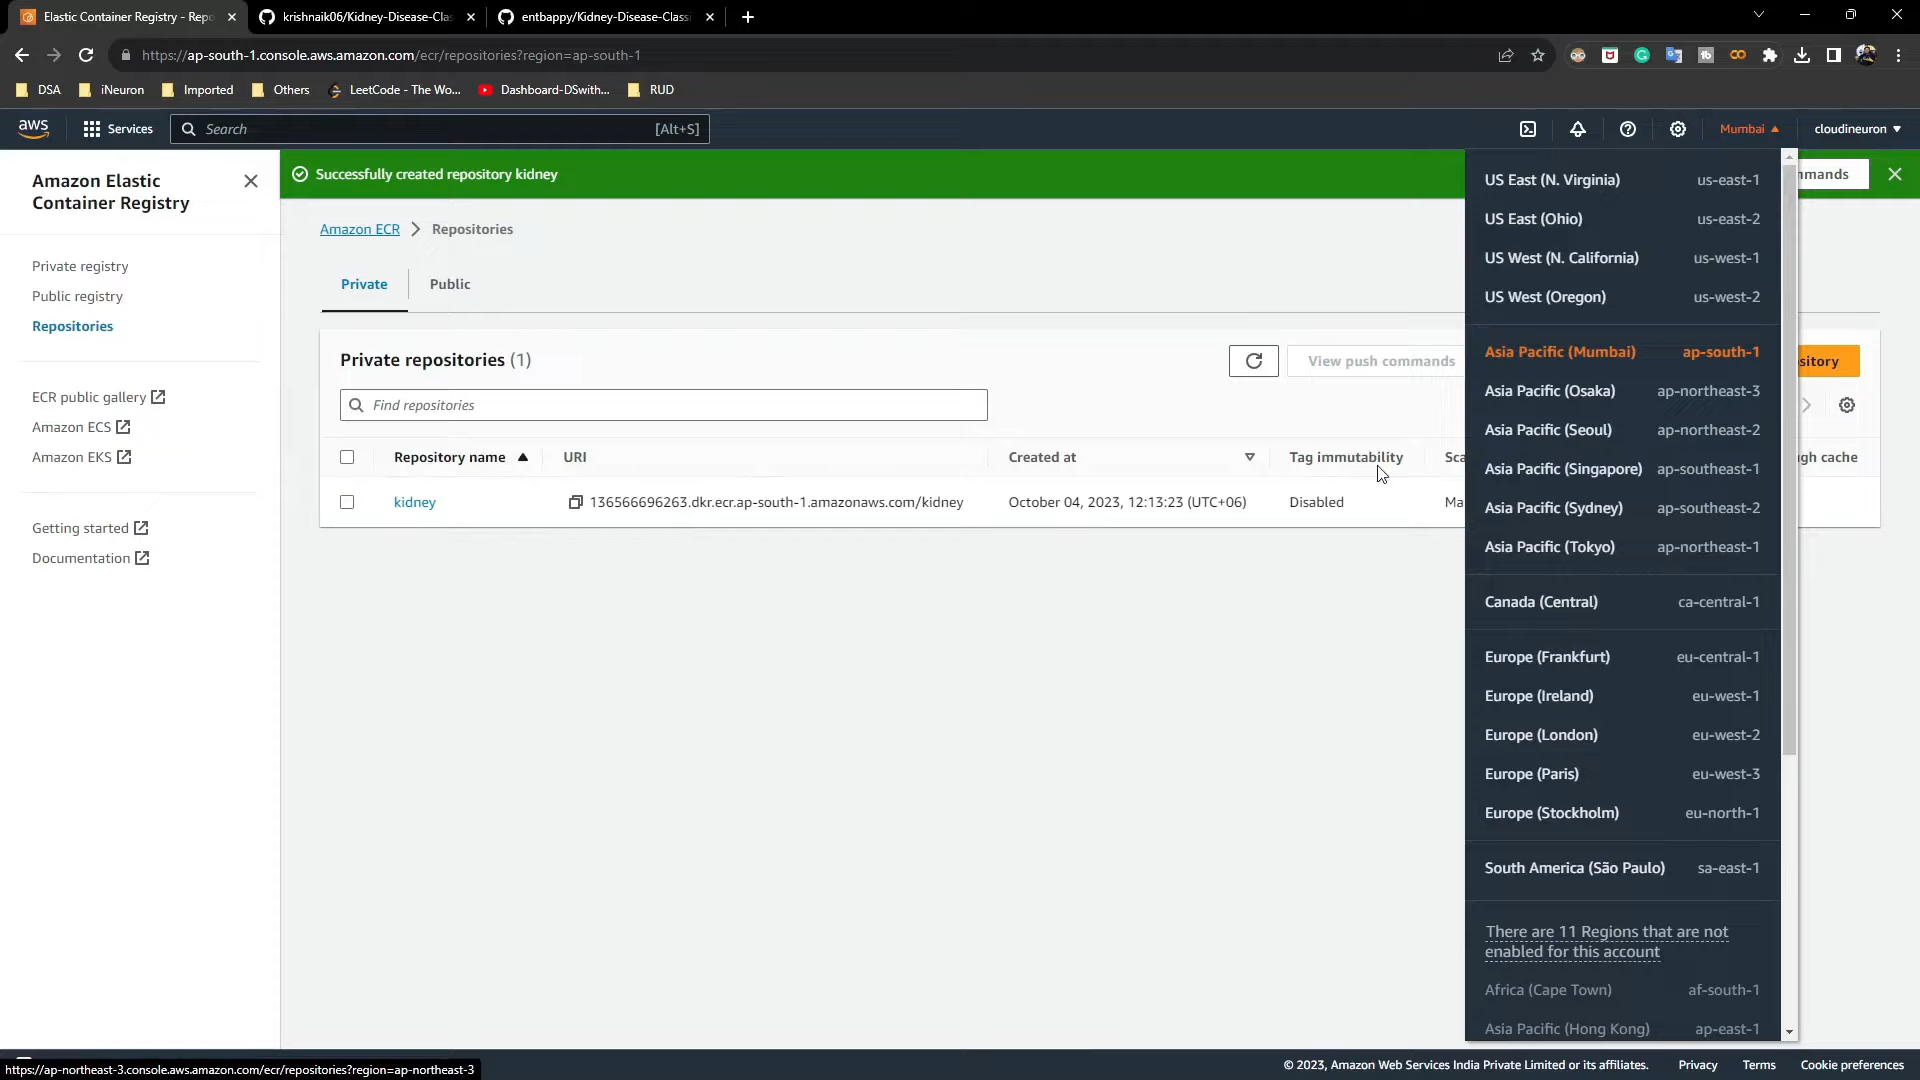 Elastic Container Registry - Repo
krishnaik06/Kidney-Disease-Clas
entbappy/Kidney-Disease-Classi
https://ap-south-1.console.aws.amazon.com/ecr/repositories?region=ap-south-1
DSA
iNeuron
Imported
Others
LeetCode - The Wo...
Dashboard-DSwith...
RUD
aws
Services
Search
[Alt+S]
Mumbai
cloudineuron
Amazon Elastic
Container Registry
Private registry
Public registry
Repositories
ECR public gallery
Amazon ECS
Amazon EKS
Getting started
Documentation
Successfully created repository kidney
mmands
Amazon ECR
Repositories
Private
Public
Private repositories (1)
View push commands
sitory
Find repositories
Repository name
URI
Created at
Tag immutability
Sca
gh cache
kidney
136566696263.dkr.ecr.ap-south-1.amazonaws.com/kidney
October 04, 2023, 12:13:23 (UTC+06)
Disabled
Ma
US East (N. Virginia) us-east-1
US East (Ohio) us-east-2
US West (N. California) us-west-1
US West (Oregon) us-west-2
Asia Pacific (Mumbai) ap-south-1
Asia Pacific (Osaka) ap-northeast-3
Asia Pacific (Seoul) ap-northeast-2
Asia Pacific (Singapore) ap-southeast-1
Asia Pacific (Sydney) ap-southeast-2
Asia Pacific (Tokyo) ap-northeast-1
Canada (Central) ca-central-1
Europe (Frankfurt) eu-central-1
Europe (Ireland) eu-west-1
Europe (London) eu-west-2
Europe (Paris) eu-west-3
Europe (Stockholm) eu-north-1
South America (São Paulo) sa-east-1
There are 11 Regions that are not
enabled for this account
Africa (Cape Town) af-south-1
Asia Pacific (Hong Kong) ap-east-1
https://ap-northeast-3.console.aws.amazon.com/ecr/repositories?region=ap-northeast-3
© 2023, Amazon Web Services India Private Limited or its affiliates.
Privacy
Terms
Cookie preferences